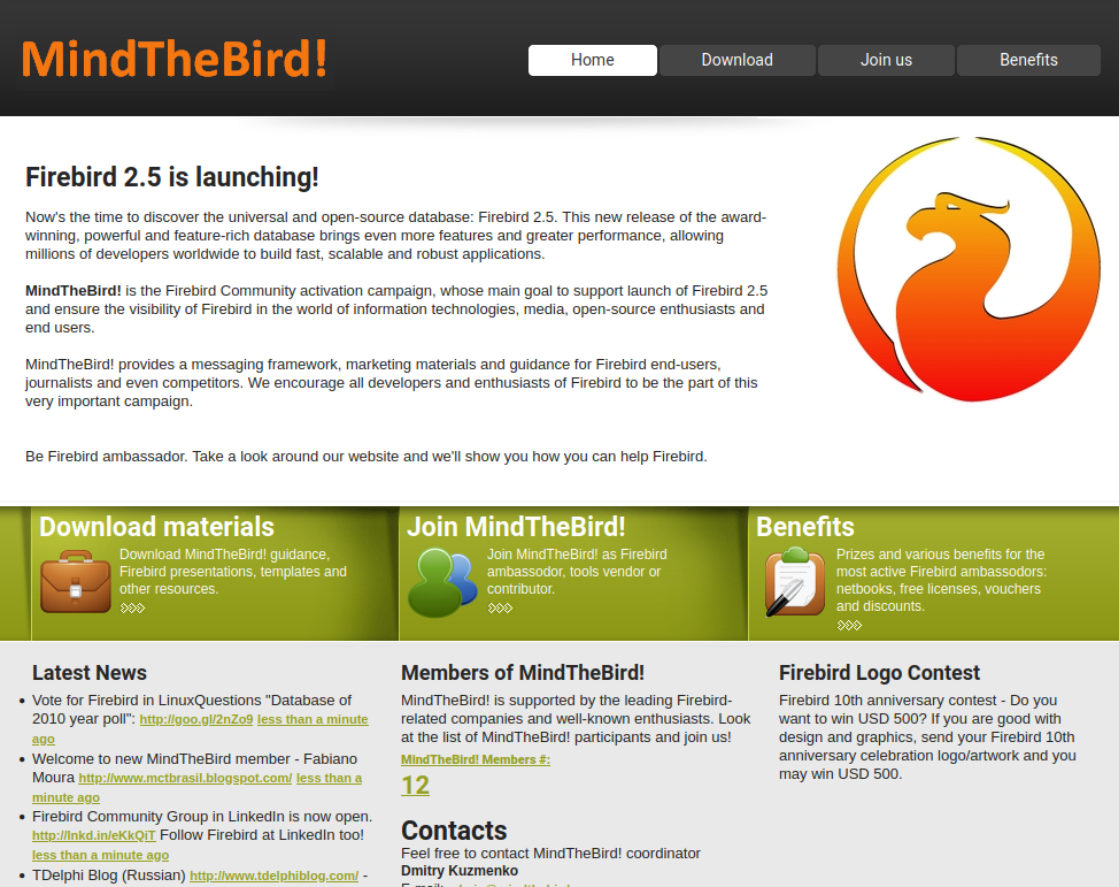 MindTheBird!
Home
Download
Join us
Benefits
Firebird 2.5 is launching!
Now's the time to discover the universal and open-source database: Firebird 2.5. This new release of the award-
winning, powerful and feature-rich database brings even more features and greater performance, allowing
millions of developers worldwide to build fast, scalable and robust applications.
MindTheBird! is the Firebird Community activation campaign, whose main goal to support launch of Firebird 2.5
and ensure the visibility of Firebird in the world of information technologies, media, open-source enthusiasts and
end users.
MindTheBird! provides a messaging framework, marketing materials and guidance for Firebird end-users,
journalists and even competitors. We encourage all developers and enthusiasts of Firebird to be the part of this
very important campaign.
Be Firebird ambassador. Take a look around our website and we'll show you how you can help Firebird.
Download materials
Download MindTheBird! guidance,
Firebird presentations, templates and
other resources.
Join MindTheBird!
Join MindTheBird! as Firebird
ambassador, tools vendor or
contributor.
Benefits
Prizes and various benefits for the
most active Firebird ambassadors:
netbooks, free licenses, vouchers
and discounts.
Latest News
Vote for Firebird in LinuxQuestions "Database of
2010 year poll": http://goo.gl/2nZo9 less than a minute
ago
Welcome to new MindTheBird member - Fabiano
Moura http://www.mctbrasil.blogspot.com/ less than a
minute ago
Firebird Community Group in LinkedIn is now open.
http://lnkd.in/eKkQiT Follow Firebird at LinkedIn too!
less than a minute ago
TDelphi Blog (Russian) http://www.tdelphiblog.com/ -
Members of MindTheBird!
MindTheBird! is supported by the leading Firebird-
related companies and well-known enthusiasts. Look
at the list of MindTheBird! participants and join us!
MindTheBird! Members #:
12
Contacts
Feel free to contact MindTheBird! coordinator
Dmitry Kuzmenko
Firebird Logo Contest
Firebird 10th anniversary contest - Do you
want to win USD 500? If you are good with
design and graphics, send your Firebird 10th
anniversary celebration logo/artwork and you
may win USD 500.